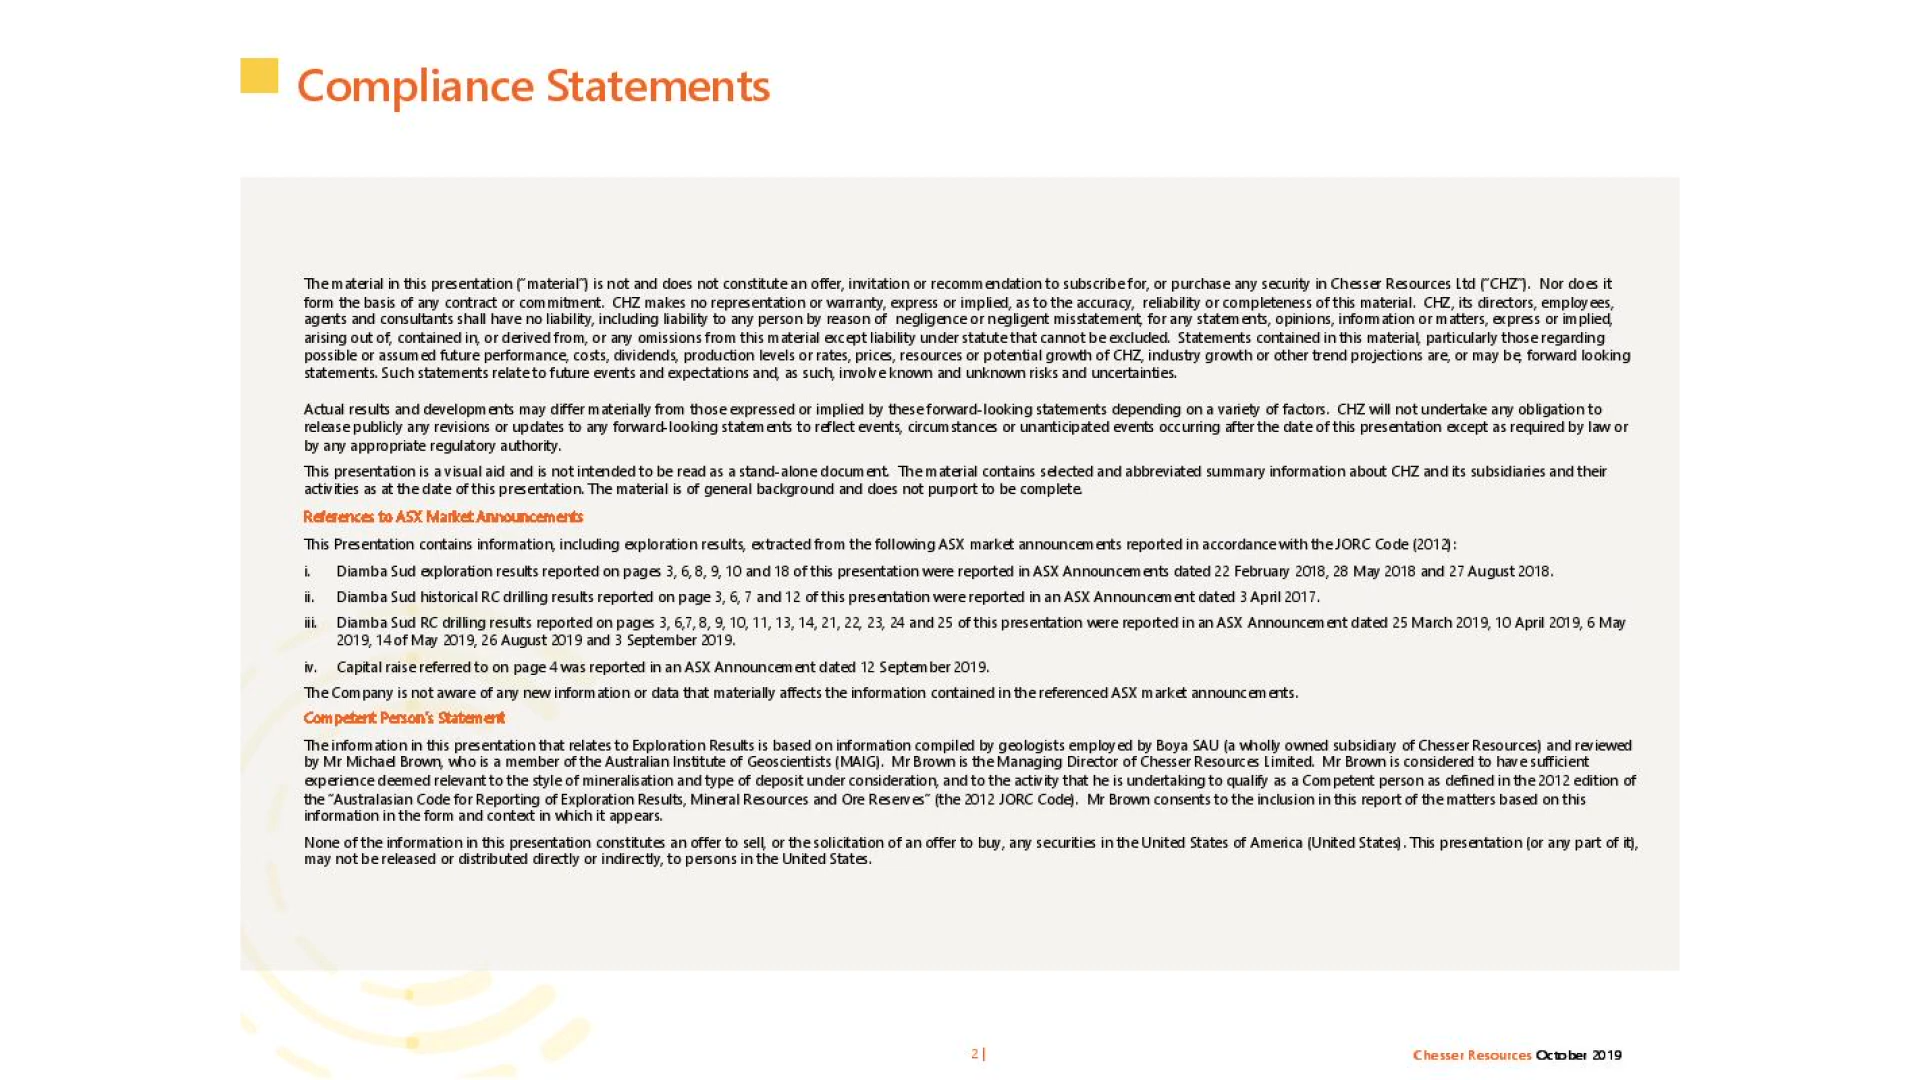 Compliance Statements
The material in this presentation (“material”) is not and does not constitute an offer, invitation or recommendation to subscribe for, or purchase any security in Chesser Resources Ltd (“CHZ”). Nor does it
form the basis of any contract or commitment. CHZ makes no representation or warranty, express or implied, as to the accuracy, reliability or completeness of this material. CHZ, its directors, employees,
agents and consultants shall have no liability, including liability to any person by reason of negligence or negligent misstatement, for any statements, opinions, information or matters, express or implied,
arising out of, contained in, or derived from, or any omissions from this material except liability under statute that cannot be excluded. Statements contained in this material, particularly those regarding
possible or assumed future performance, costs, dividends, production levels or rates, prices, resources or potential growth of CHZ, industry growth or other trend projections are, or may be, forward looking
statements. Such statements relate to future events and expectations and, as such, involve known and unknown risks and uncertainties.
Actual results and developments may differ materially from those expressed or implied by these forward-looking statements depending on a variety of factors. CHZ will not undertake any obligation to
release publicly any revisions or updates to any forward-looking statements to reflect events, circumstances or unanticipated events occurring after the date of this presentation except as required by law or
by any appropriate regulatory authority.
This presentation is a visual aid and is not intended to be read as a stand-alone document. The material contains selected and abbreviated summary information about CHZ and its subsidiaries and their
activities as at the date of this presentation. The material is of general background and does not purport to be complete.
References to ASX Market Announcements
This Presentation contains information, including exploration results, extracted from the following ASX market announcements reported in accordance with the JORC Code (2012):
i. Diamba Sud exploration results reported on pages 3, 6, 8, 9, 10 and 18 of this presentation were reported in ASX Announcements dated 22 February 2018, 28 May 2018 and 27 August 2018.
ii. Diamba Sud historical RC drilling results reported on page 3, 6, 7 and 12 of this presentation were reported in an ASX Announcement dated 3 April 2017.
iii. Diamba Sud RC drilling results reported on pages 3, 6,7, 8, 9, 10, 11, 13, 14, 21, 22, 23, 24 and 25 of this presentation were reported in an ASX Announcement dated 25 March 2019, 10 April 2019, 6 May
2019, 14 of May 2019, 26 August 2019 and 3 September 2019.
iv. Capital raise referred to on page 4 was reported in an ASX Announcement dated 12 September 2019.
The Company is not aware of any new information or data that materially affects the information contained in the referenced ASX market announcements.
Competent Person’s Statement
The information in this presentation that relates to Exploration Results is based on information compiled by geologists employed by Boya SAU (a wholly owned subsidiary of Chesser Resources) and reviewed
by Mr Michael Brown, who is a member of the Australian Institute of Geoscientists (MAIG). Mr Brown is the Managing Director of Chesser Resources Limited. Mr Brown is considered to have sufficient
experience deemed relevant to the style of mineralisation and type of deposit under consideration, and to the activity that he is undertaking to qualify as a Competent person as defined in the 2012 edition of
the “Australasian Code for Reporting of Exploration Results, Mineral Resources and Ore Reserves” (the 2012 JORC Code). Mr Brown consents to the inclusion in this report of the matters based on this
information in the form and context in which it appears.
None of the information in this presentation constitutes an offer to sell, or the solicitation of an offer to buy, any securities in the United States of America (United States). This presentation (or any part of it),
may not be released or distributed directly or indirectly, to persons in the United States.
2 |
Chesser Resources October 2019